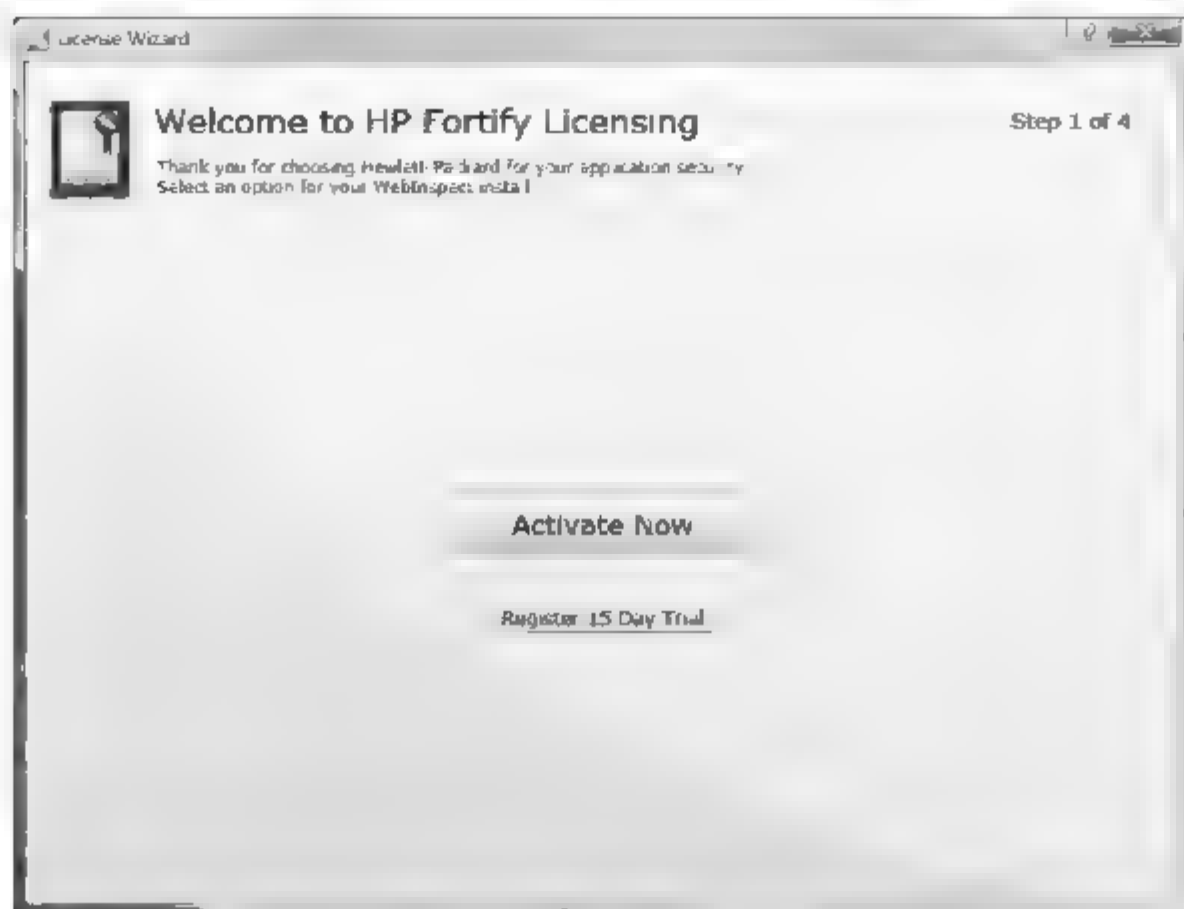 License Wizard
Welcome to HP Fortify Licensing
Step 1 of 4
Thank you for choosing Hewlett-Packard for your application security
Select an option for your WebInspect install
Activate Now
Register 15 Day Trial